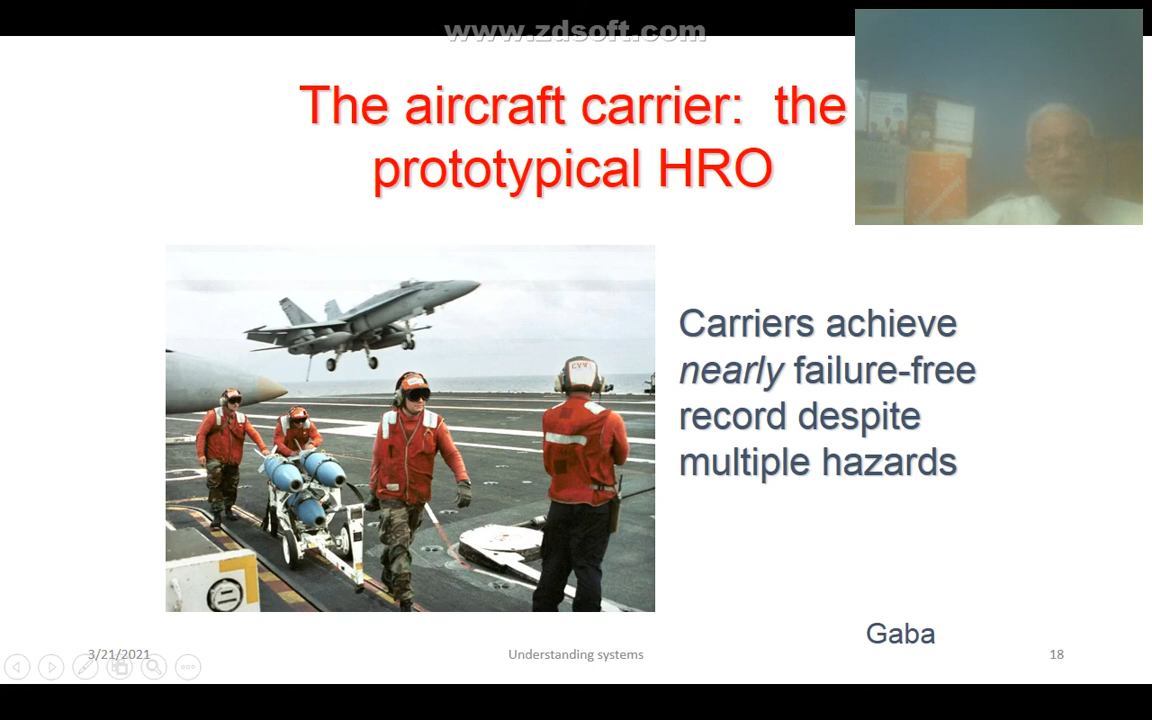 www.zdsoft.com
The aircraft carrier: the
prototypical HRO
Carriers achieve
nearly failure-free
record despite
multiple hazards
Gaba
3/21/2021
Understanding systems
18